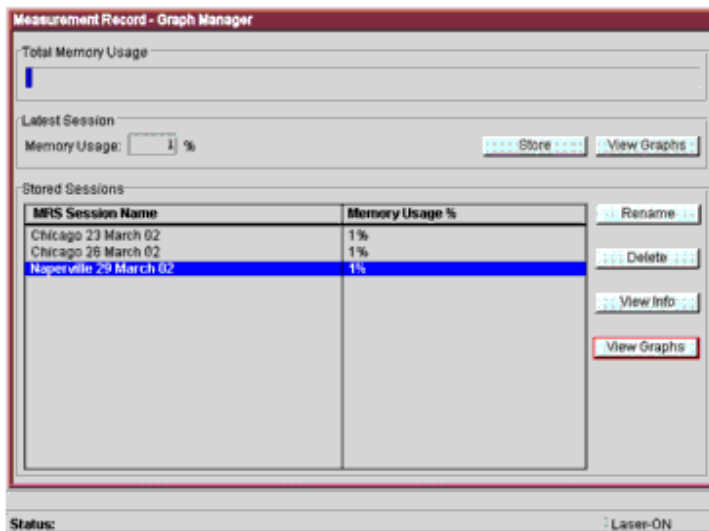 Measurement Record - Graph Manager
Total Memory Usage
Latest Session
Memory Usage: 1 % Store View Graphs
Stored Sessions
MRS Session Name Memory Usage % Rename
Chicago 23 March 02 1%
Chicago 26 March 02 1%
Naperville 29 March 02 1%
Delete
View Info
View Graphs
Status: Laser-ON